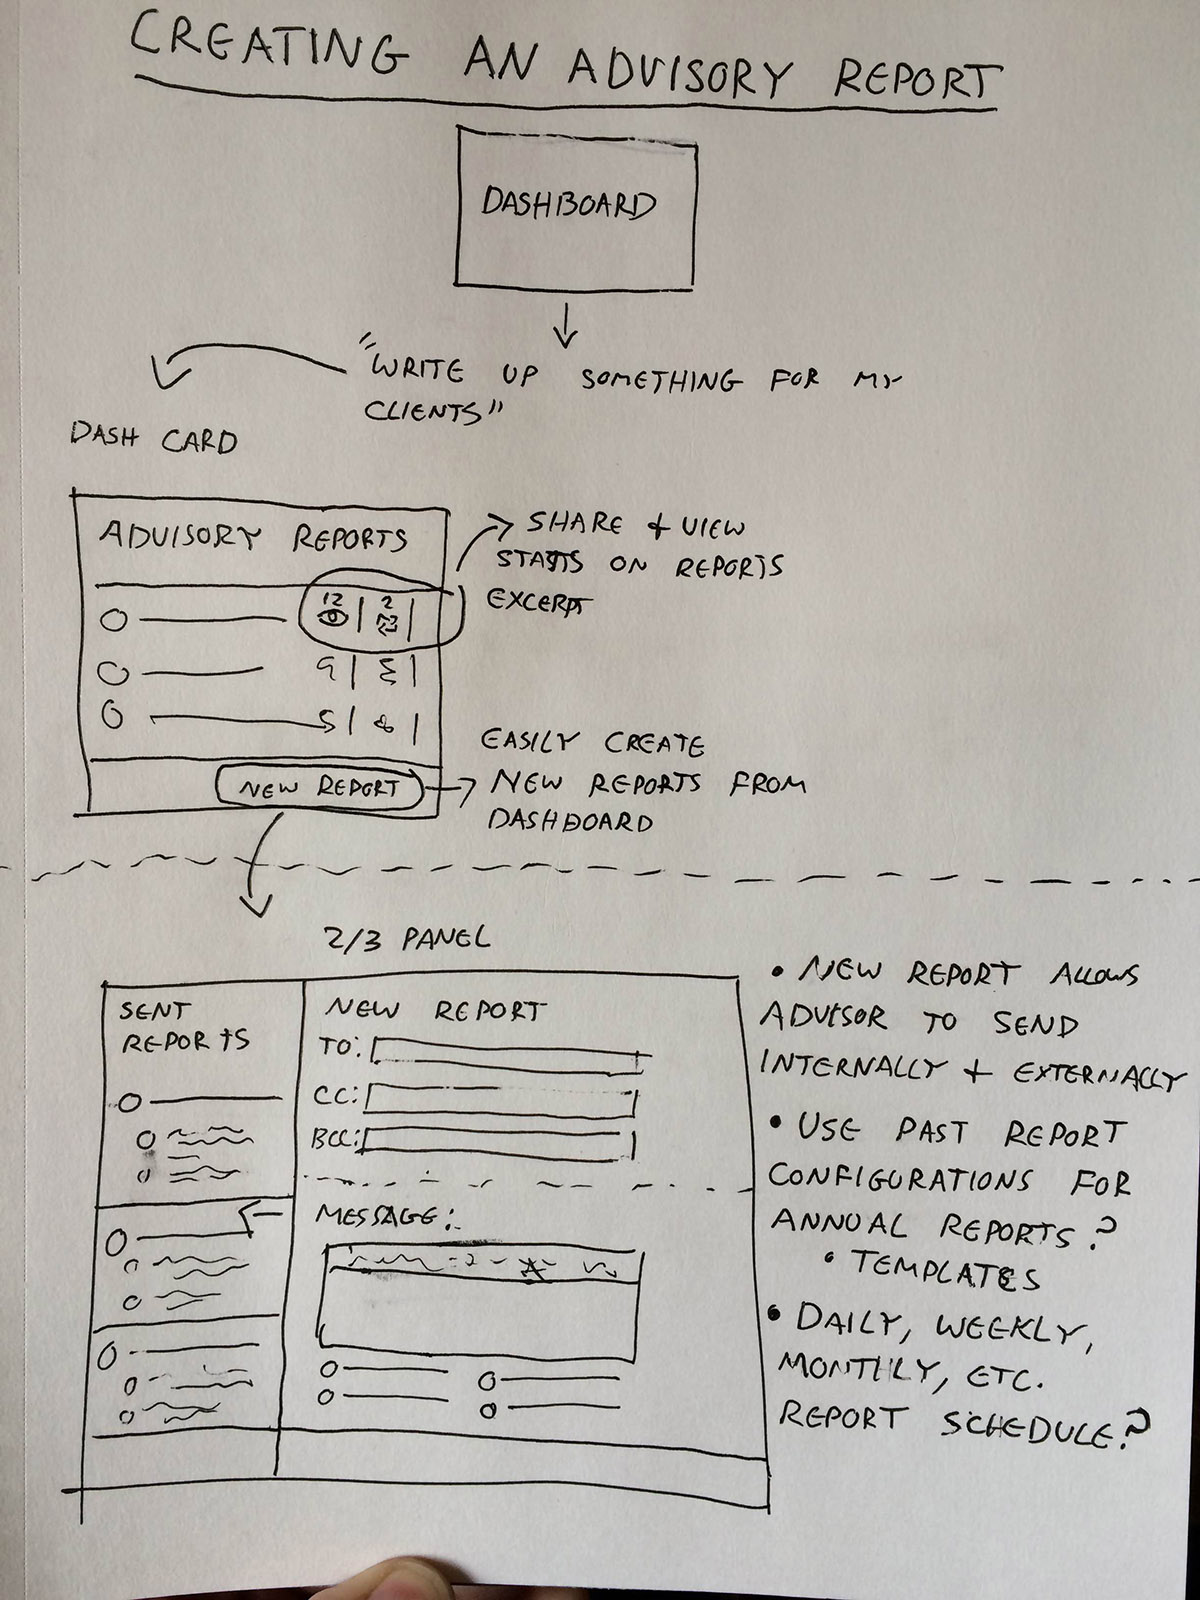 CREATING AN ADVISORY REPORT
DASHBOARD
"WRITE UP SOMETHING FOR MY
CLIENTS"
DASH CARD
ADVISORY REPORTS
12 2
9
5
NEW REPORT
SHARE + VIEW
STATS ON REPORTS
EXCERPT
EASILY CREATE
NEW REPORTS FROM
DASHBOARD
2/3 PANEL
SENT
REPORTS
NEW REPORT
TO:
CC:
BCC:
MESSAGE:
• NEW REPORT ALLOWS
ADVISOR TO SEND
INTERNALLY + EXTERNALLY
• USE PAST REPORT
CONFIGURATIONS FOR
ANNUAL REPORTS?
• TEMPLATES
• DAILY, WEEKLY,
MONTHLY, ETC.
REPORT SCHEDULE?